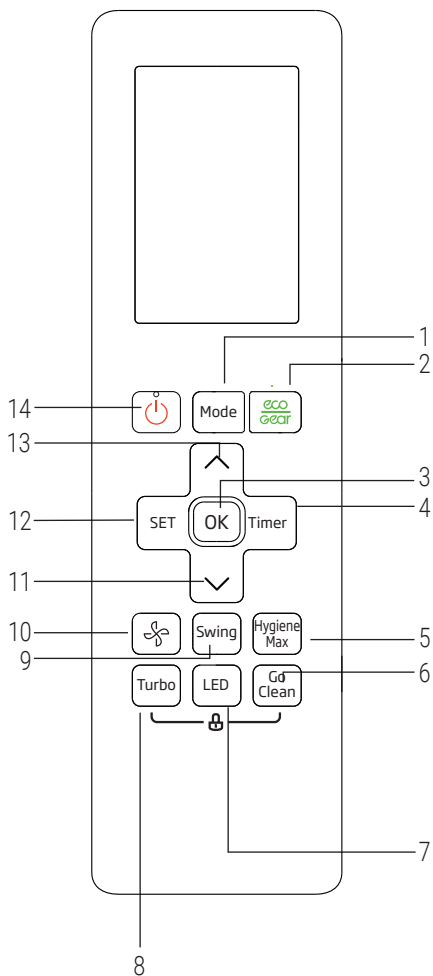 1
2
14
Mode
eco
Gear
13
3
12
SET
OK
Timer
4
11
10
Swing
Hygiene
Max
5
9
6
Turbo
LED
Go
Clean
7
8